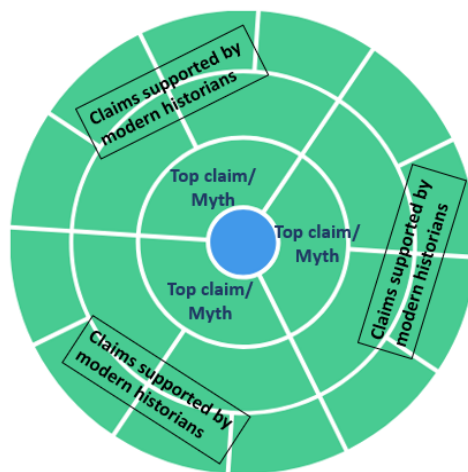 Claims supported by
modern historians
Top claim/
Myth
Top claim/
Myth
Claims supported by
modern historians
Top claim/
Myth
Claims supported by
modern historians